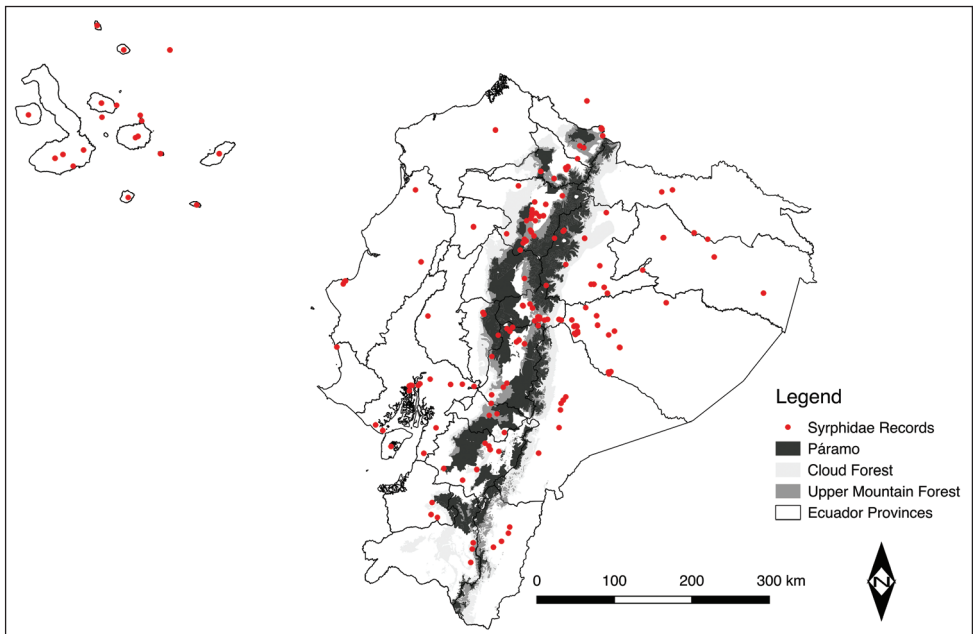 Legend
Syrphidae Records
Páramo
Cloud Forest
Upper Mountain Forest
Ecuador Provinces
0 100 200 300 km
N